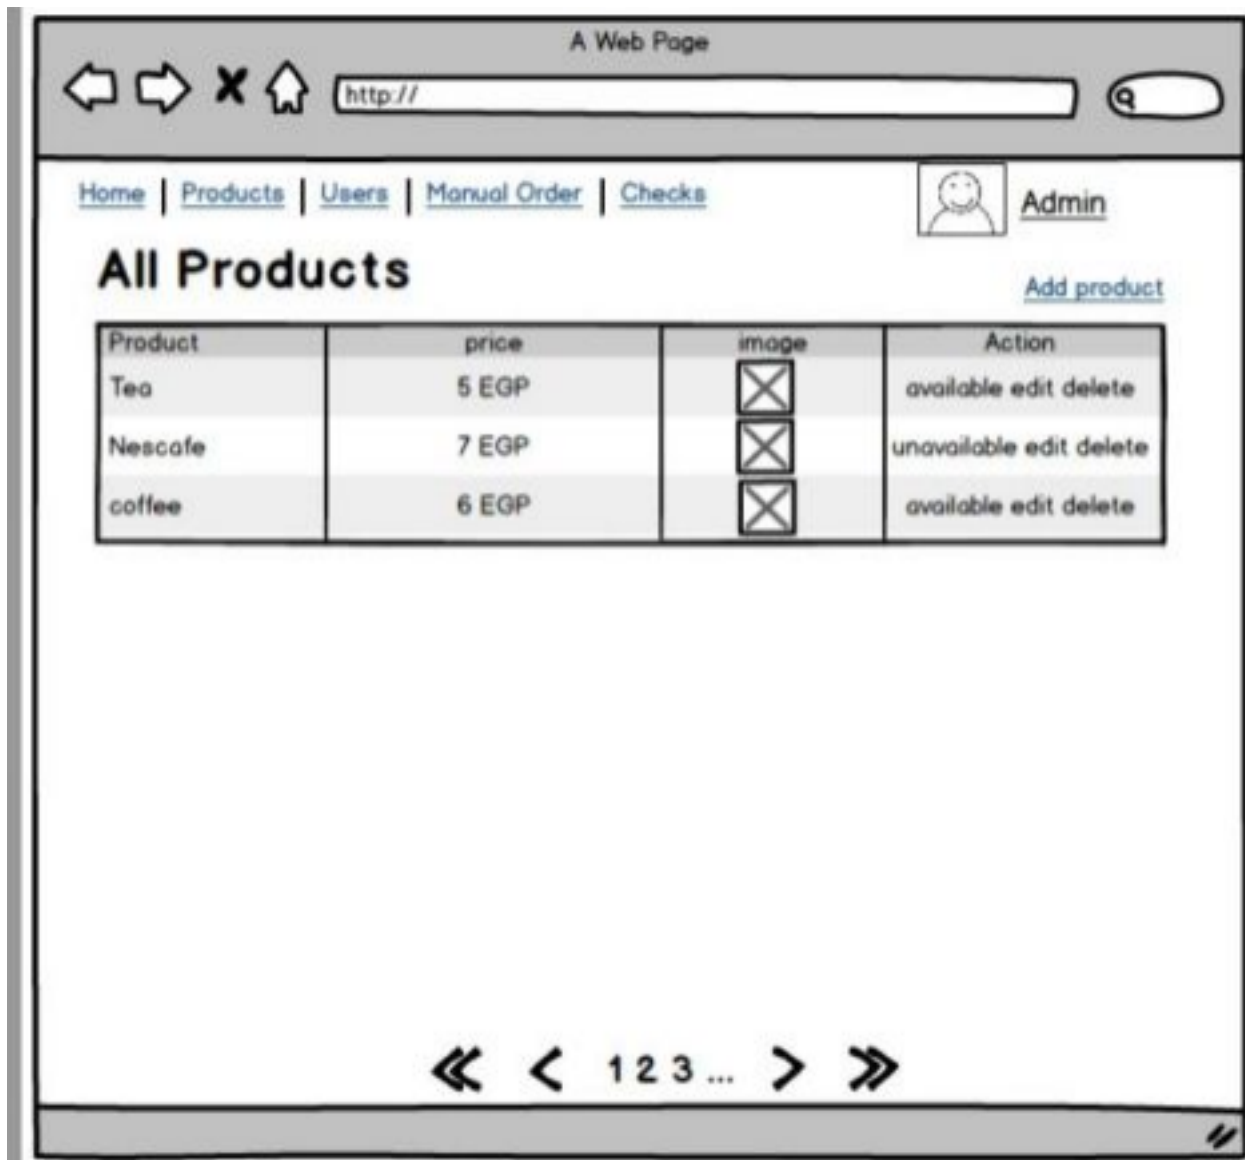 A Web Page
http://
Home | Products | Users | Manual Order | Checks
Admin
All Products
Add product
Product price image Action
Tea 5 EGP available edit delete
Nescafe 7 EGP unavailable edit delete
coffee 6 EGP available edit delete
1 2 3 ...